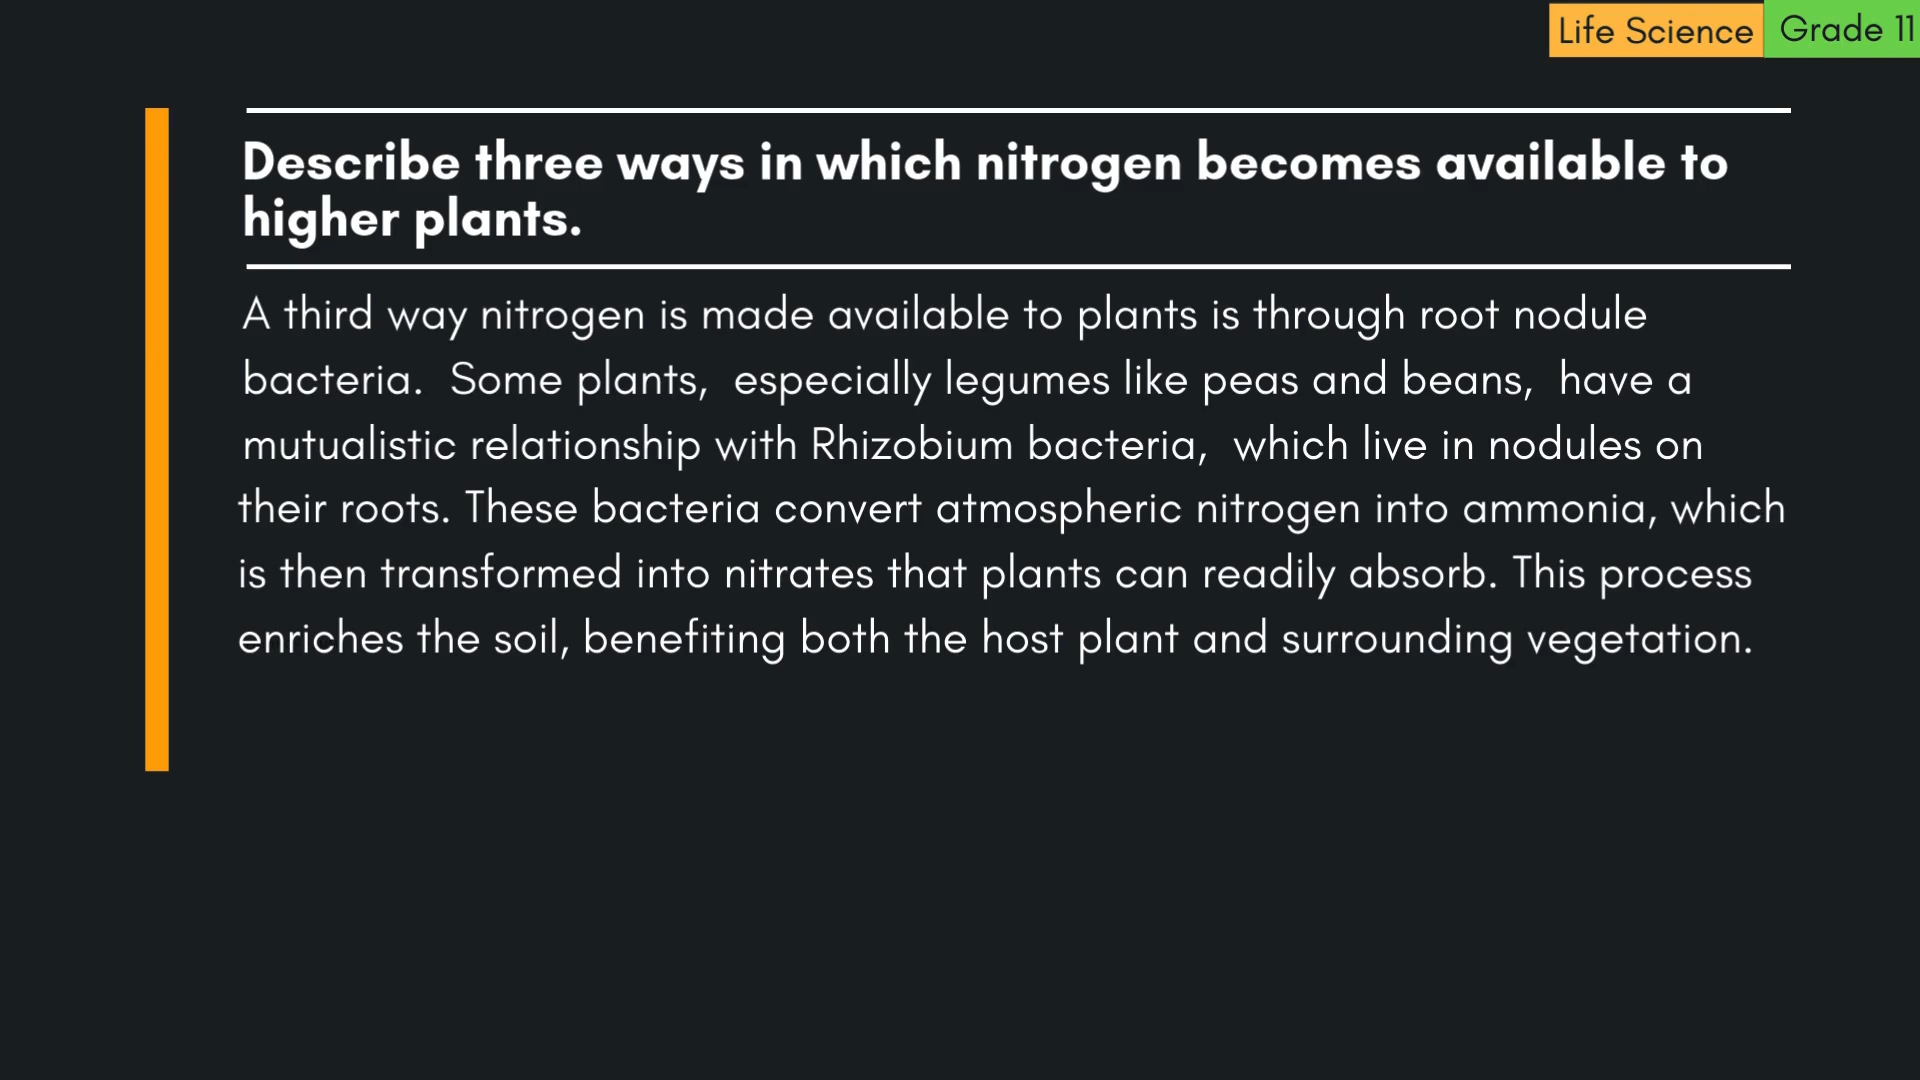 Life Science Grade 11
Describe three ways in which nitrogen becomes available to
higher plants.
A third way nitrogen is made available to plants is through root nodule
bacteria. Some plants, especially legumes like peas and beans, have a
mutualistic relationship with Rhizobium bacteria, which live in nodules on
their roots. These bacteria convert atmospheric nitrogen into ammonia, which
is then transformed into nitrates that plants can readily absorb. This process
enriches the soil, benefiting both the host plant and surrounding vegetation.